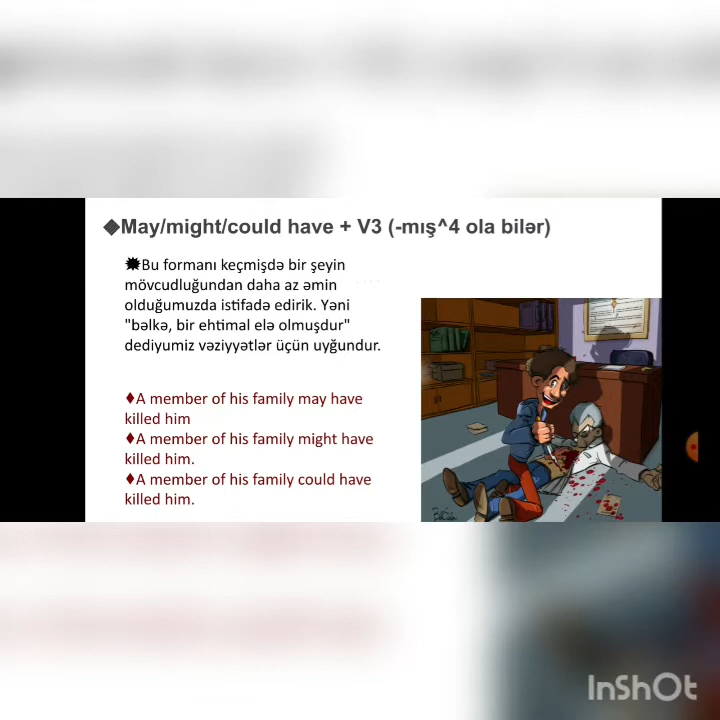 ◆May/might/could have + V3 (-mış^4 ola bilər)
✹Bu formanı keçmişdə bir şeyin
mövcudluğundan daha az əmin
olduğumuzda istifadə edirik. Yəni
"bəlkə, bir ehtimal elə olmuşdur"
dediyumiz vəziyyətlər üçün uyğundur.
♦A member of his family may have
killed him
♦A member of his family might have
killed him.
♦A member of his family could have
killed him.
InShOt